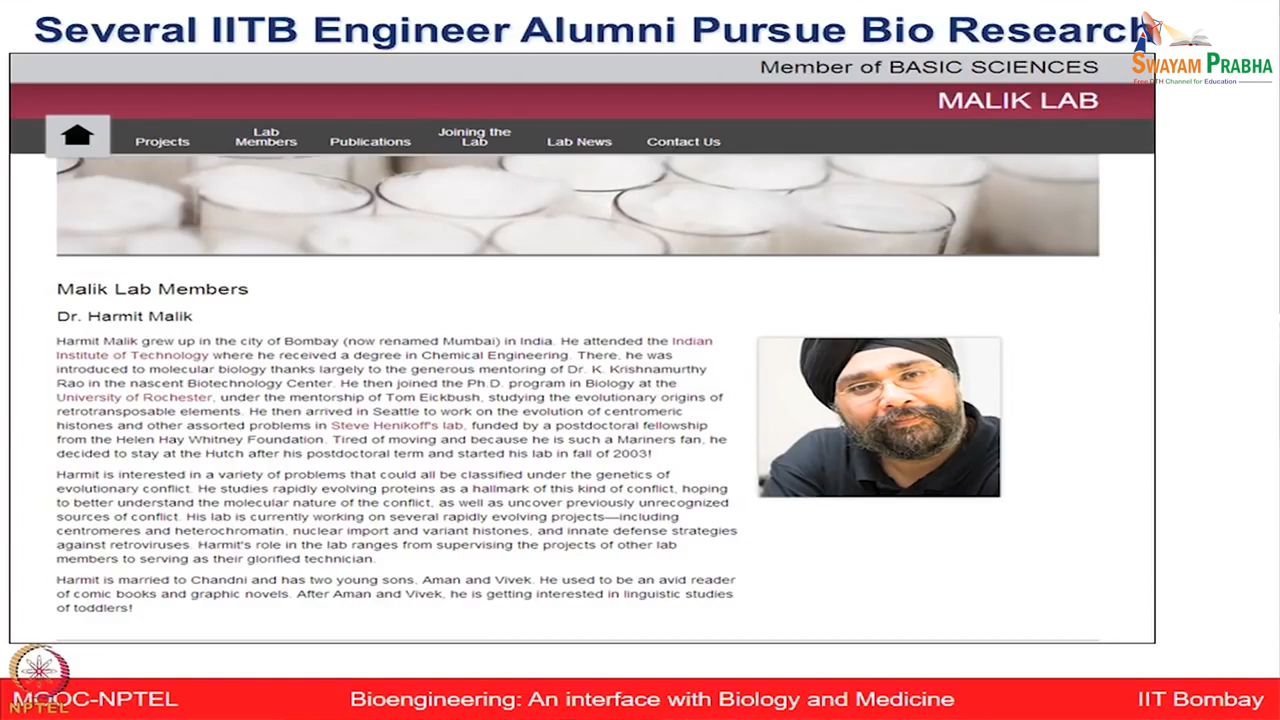 Several IITB Engineer Alumni Pursue Bio Research
SWAYAM PRABHA
Free DTH Channel for Education
Member of BASIC SCIENCES
MALIK LAB
Projects
Lab Members
Publications
Joining the Lab
Lab News
Contact Us
Malik Lab Members
Dr. Harmit Malik
Harmit Malik grew up in the city of Bombay (now renamed Mumbai) in India. He attended the Indian
Institute of Technology where he received a degree in Chemical Engineering. There, he was
introduced to molecular biology thanks largely to the generous mentoring of Dr. K. Krishnamurthy
Rao in the nascent Biotechnology Center. He then joined the Ph.D. program in Biology at the
University of Rochester, under the mentorship of Tom Eickbush, studying the evolutionary origins of
retrotransposable elements. He then arrived in Seattle to work on the evolution of centromeric
histones and other assorted problems in Steve Henikoff's lab, funded by a postdoctoral fellowship
from the Helen Hay Whitney Foundation. Tired of moving and because he is such a Mariners fan, he
decided to stay at the Hutch after his postdoctoral term and started his lab in fall of 2003!
Harmit is interested in a variety of problems that could all be classified under the genetics of
evolutionary conflict. He studies rapidly evolving proteins as a hallmark of this kind of conflict, hoping
to better understand the molecular nature of the conflict, as well as uncover previously unrecognized
sources of conflict. His lab is currently working on several rapidly evolving projects—including
centromeres and heterochromatin, nuclear import and variant histones, and innate defense strategies
against retroviruses. Harmit's role in the lab ranges from supervising the projects of other lab
members to serving as their glorified technician.
Harmit is married to Chandni and has two young sons, Aman and Vivek. He used to be an avid reader
of comic books and graphic novels. After Aman and Vivek, he is getting interested in linguistic studies
of toddlers!
NPTEL
MOOC-NPTEL
Bioengineering: An interface with Biology and Medicine
IIT Bombay